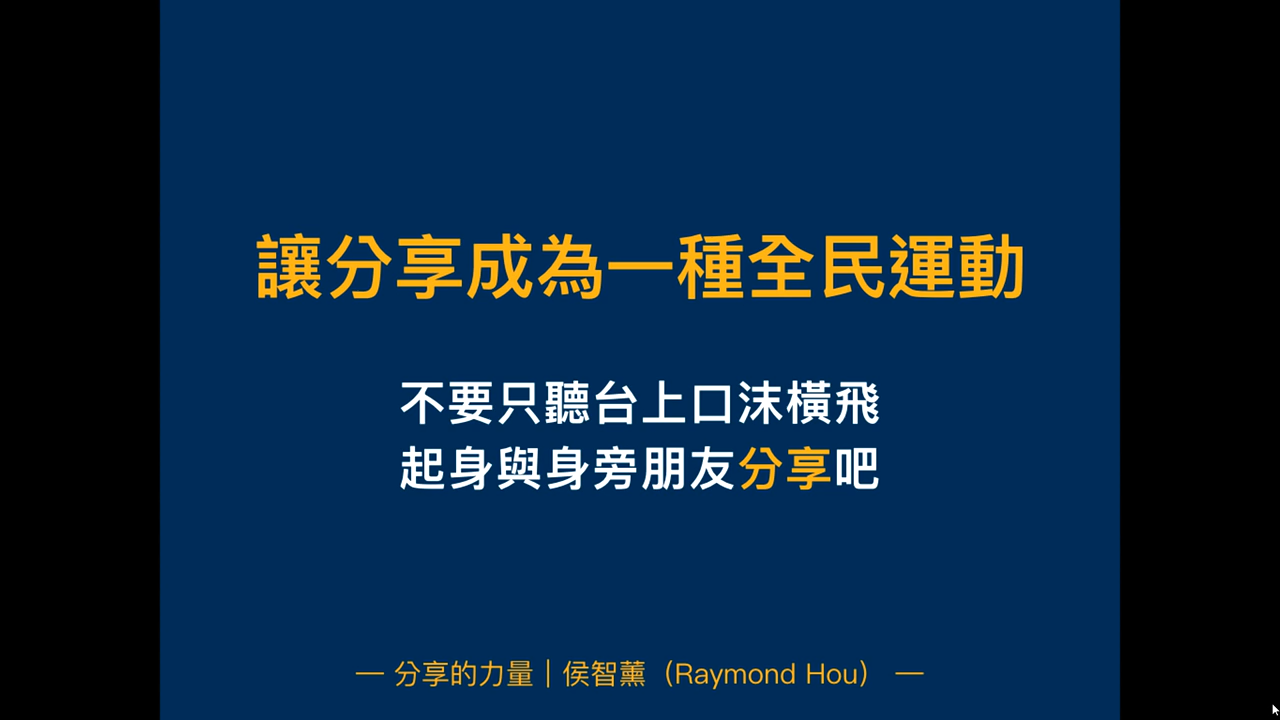 讓分享成為一種全民運動
不要只聽台上口沫橫飛
起身與身旁朋友分享吧
— 分享的力量｜侯智薰（Raymond Hou） —